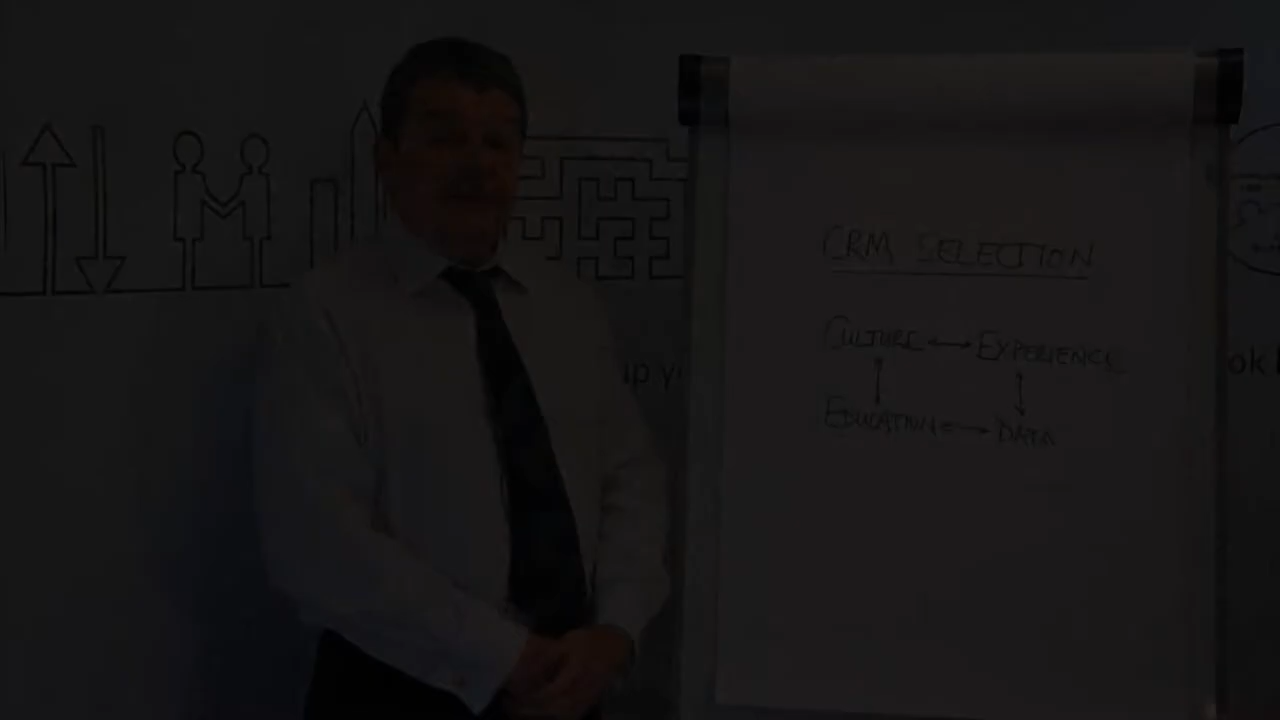 CRM SELECTION
CULTURE ↔ EXPERIENCE
EDUCATION ↔ DATA